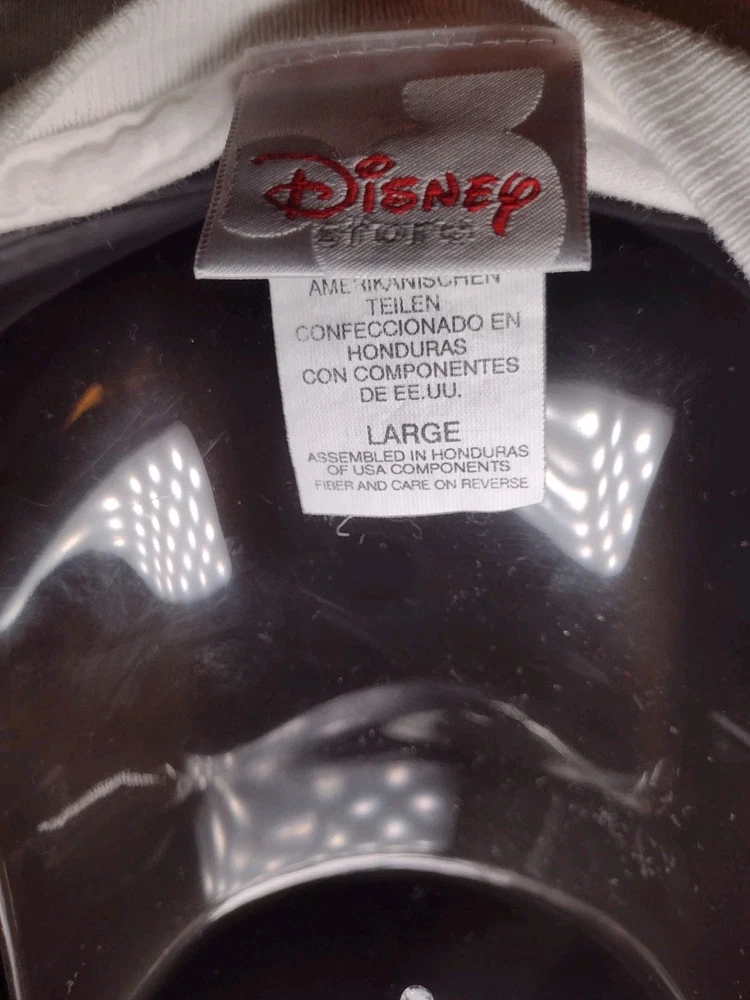 Disney
store
AMERIKANISCHEN
TEILEN
CONFECCIONADO EN
HONDURAS
CON COMPONENTES
DE EE.UU.
LARGE
ASSEMBLED IN HONDURAS
OF USA COMPONENTS
FIBER AND CARE ON REVERSE